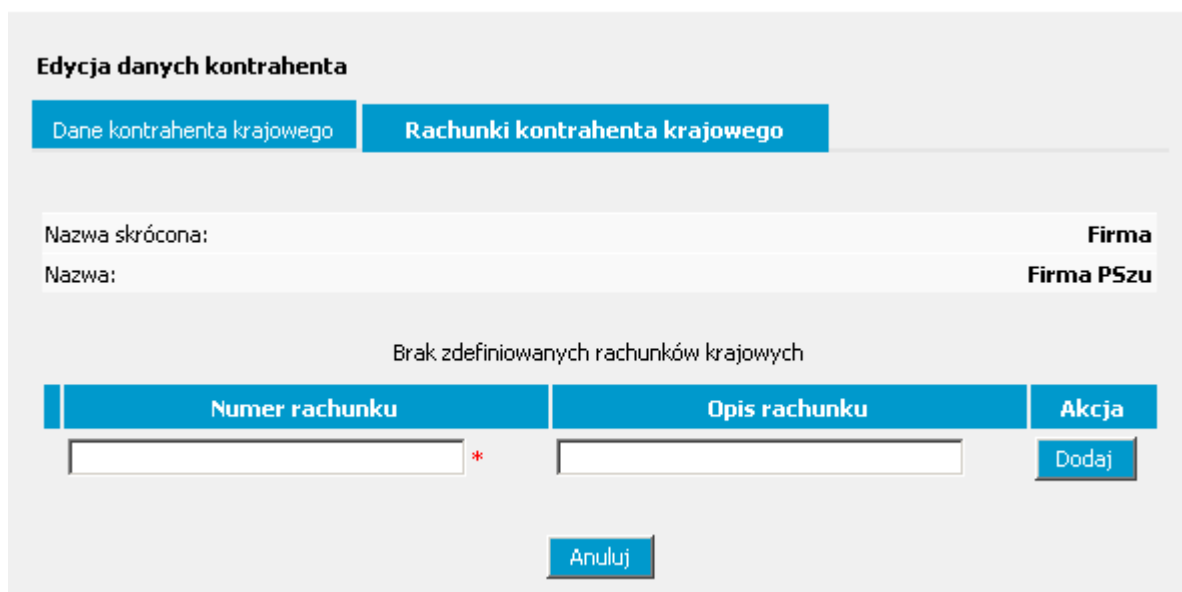 Edycja danych kontrahenta
Dane kontrahenta krajowego Rachunki kontrahenta krajowego
Nazwa skrócona: Firma
Nazwa: Firma PSzu
Brak zdefiniowanych rachunków krajowych
Numer rachunku Opis rachunku Akcja
* Dodaj
Anuluj